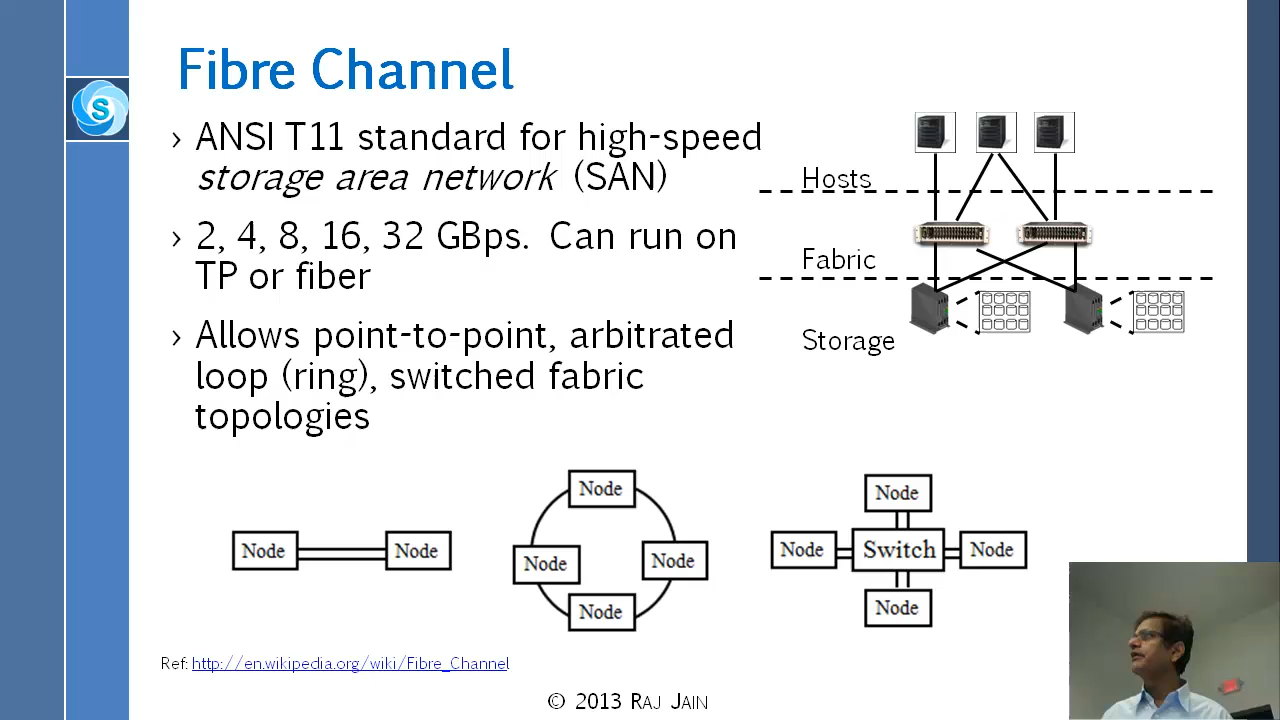 S
Fibre Channel
› ANSI T11 standard for high-speed
storage area network (SAN)
› 2, 4, 8, 16, 32 GBps. Can run on
TP or fiber
› Allows point-to-point, arbitrated
loop (ring), switched fabric
topologies
Hosts
Fabric
Storage
Node
Node
Node
Node
Node
Node
Node
Node
Switch
Node
Node
Ref: http://en.wikipedia.org/wiki/Fibre_Channel
© 2013 RAJ JAIN